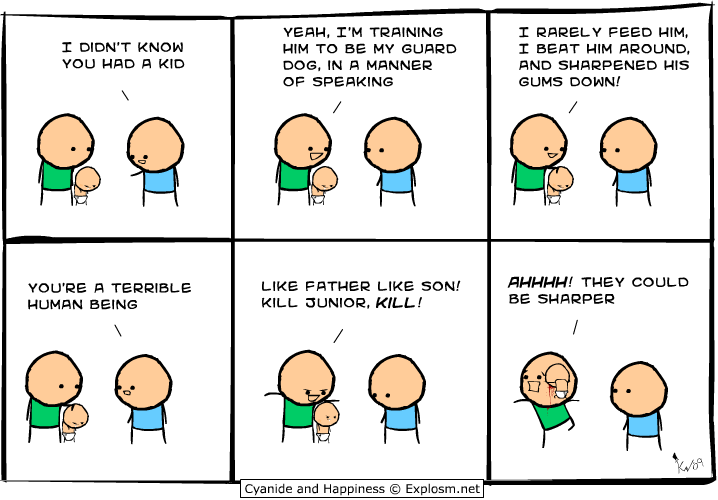 I DIDN'T KNOW
YOU HAD A KID
YEAH, I'M TRAINING
HIM TO BE MY GUARD
DOG, IN A MANNER
OF SPEAKING
I RARELY FEED HIM,
I BEAT HIM AROUND,
AND SHARPENED HIS
GUMS DOWN!
YOU'RE A TERRIBLE
HUMAN BEING
LIKE FATHER LIKE SON!
KILL JUNIOR, KILL!
AHHHH! THEY COULD
BE SHARPER
Cyanide and Happiness © Explosm.net